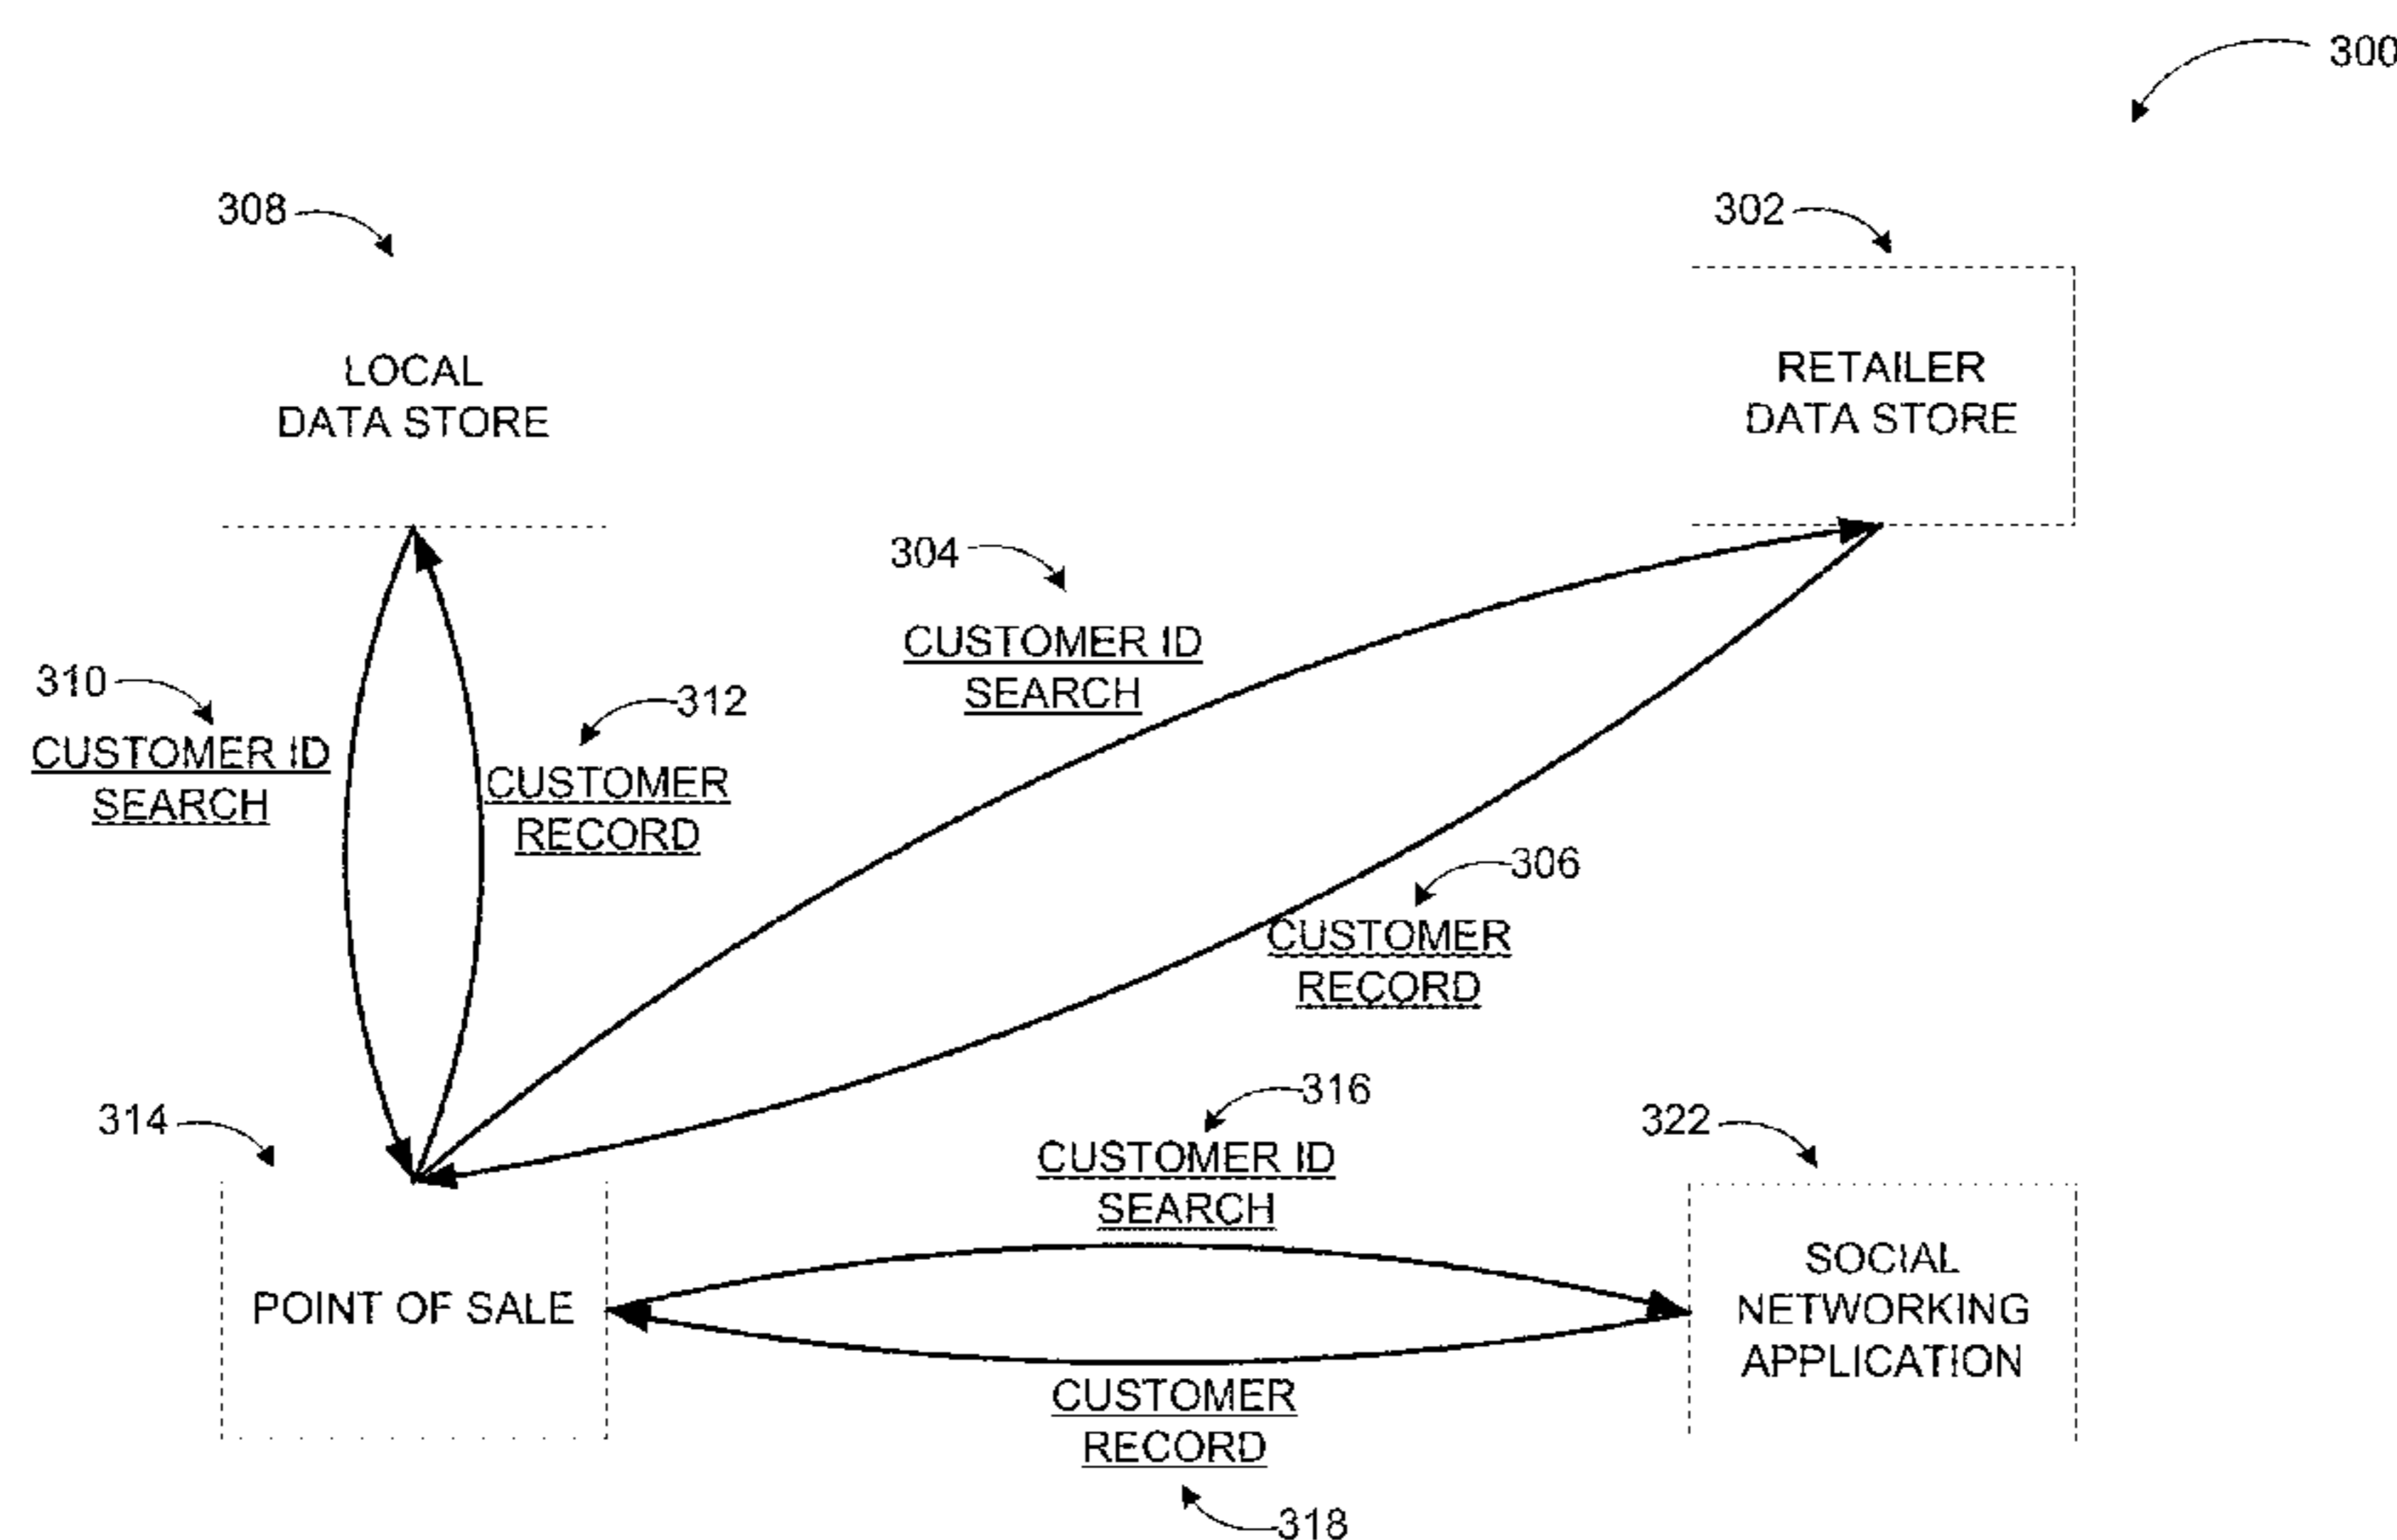 300
308
302
LOCAL
DATA STORE
RETAILER
DATA STORE
304
CUSTOMER ID
SEARCH
310
CUSTOMER ID
SEARCH
312
CUSTOMER
RECORD
306
CUSTOMER
RECORD
314
316
CUSTOMER ID
SEARCH
322
POINT OF SALE
SOCIAL
NETWORKING
APPLICATION
CUSTOMER
RECORD
318